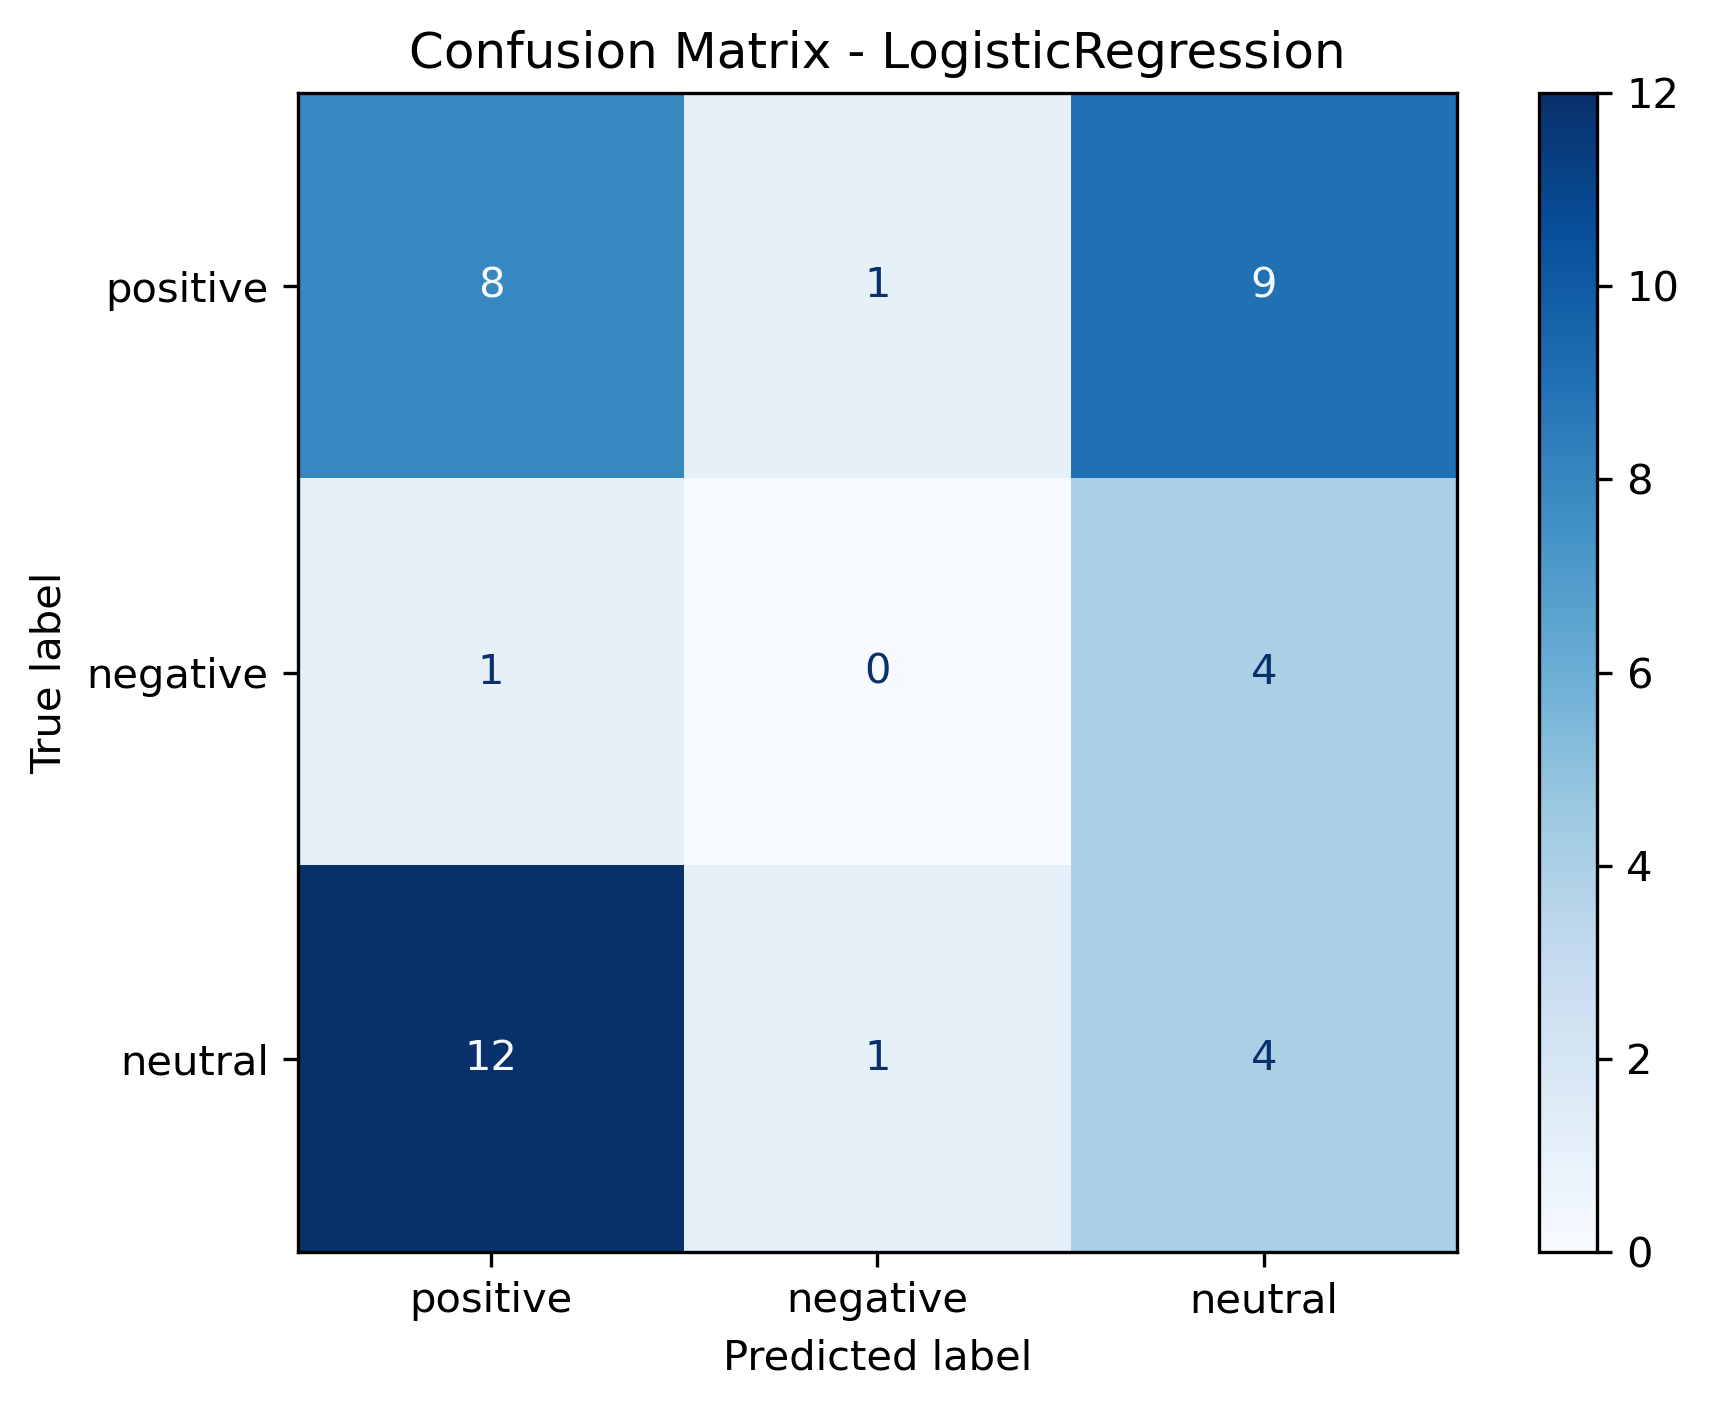 Confusion Matrix - LogisticRegression
12
positive 8 1 9 10
8
True label
negative 1 0 4 6
4
neutral 12 1 4 2
0
positive negative neutral
Predicted label